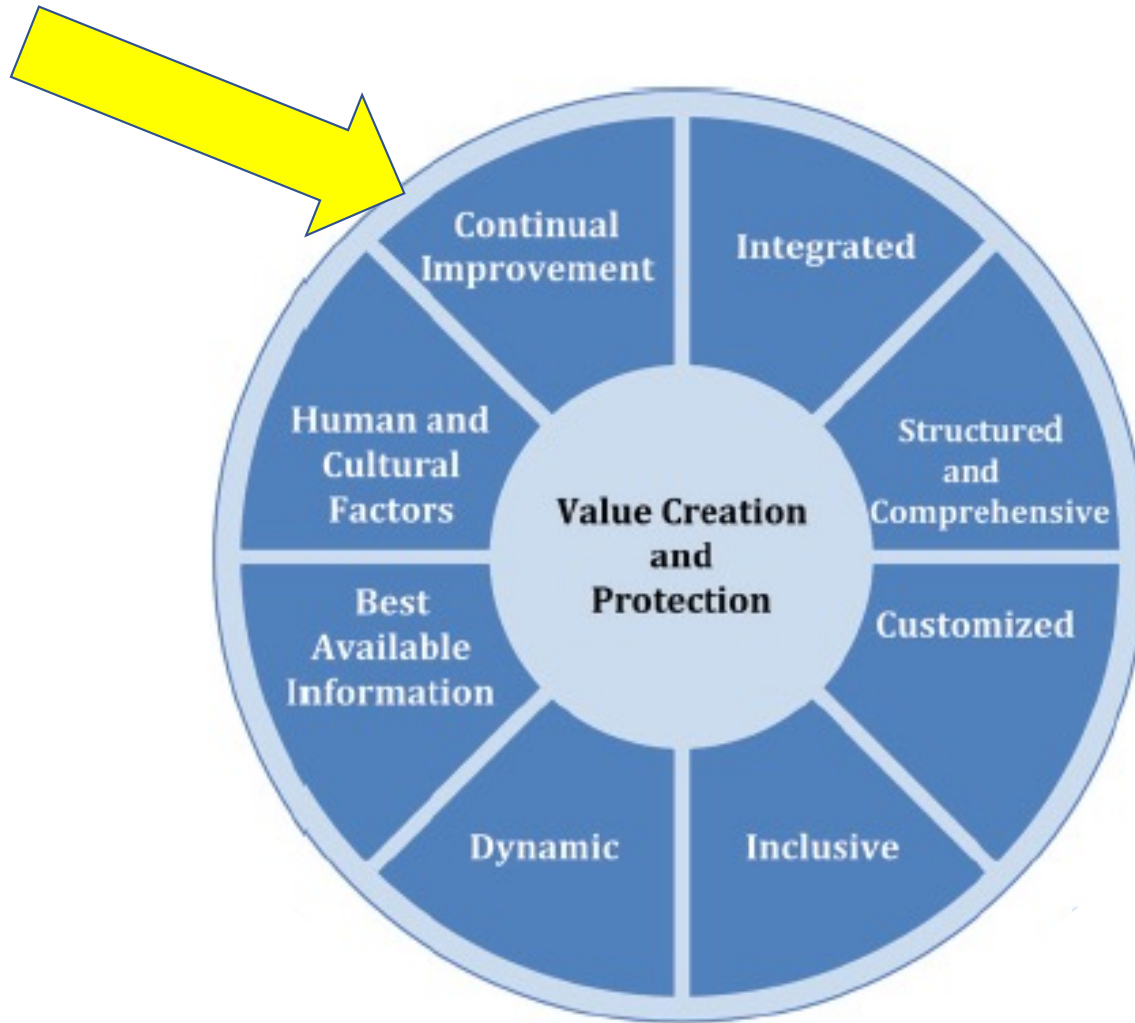 Continual
Improvement
Integrated
Structured
and
Comprehensive
Customized
Inclusive
Dynamic
Best
Available
Information
Human and
Cultural
Factors
Value Creation
and
Protection